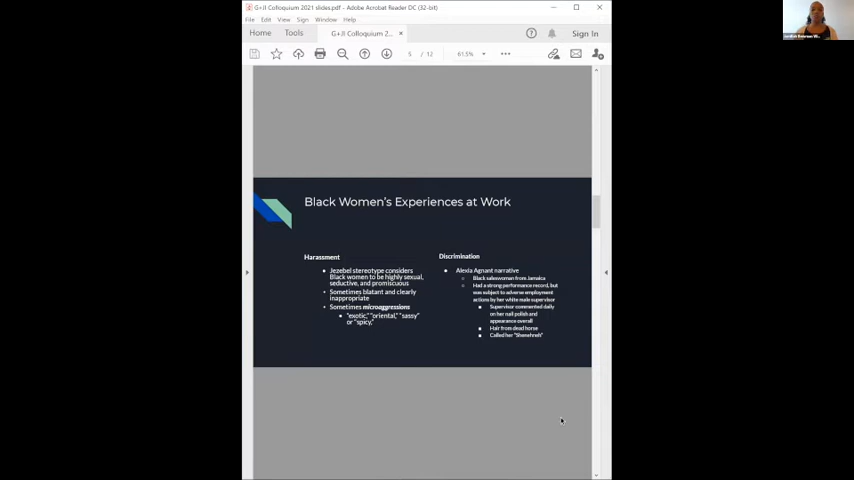 G+JI Colloquium 2021 slides.pdf - Adobe Acrobat Reader DC (32-bit)
File Edit View Sign Window Help
Home Tools G+JI Colloquium 2... × Sign In
5 / 12 61.5%
Black Women's Experiences at Work
Harassment
Jezebel stereotype considers
Black women to be highly sexual,
seductive, and promiscuous
Sometimes blatant and clearly
inappropriate
Sometimes microaggressions
"exotic," "oriental," "sassy"
or "spicy,"
Discrimination
Alexia Agnant narrative
Black saleswoman from Jamaica
Had a strong performance record, but
was subject to adverse employment
actions by her white male supervisor
Supervisor commented daily
on her nail polish and
appearance overall
Hair from dead horse
Called her "Shenehneh"